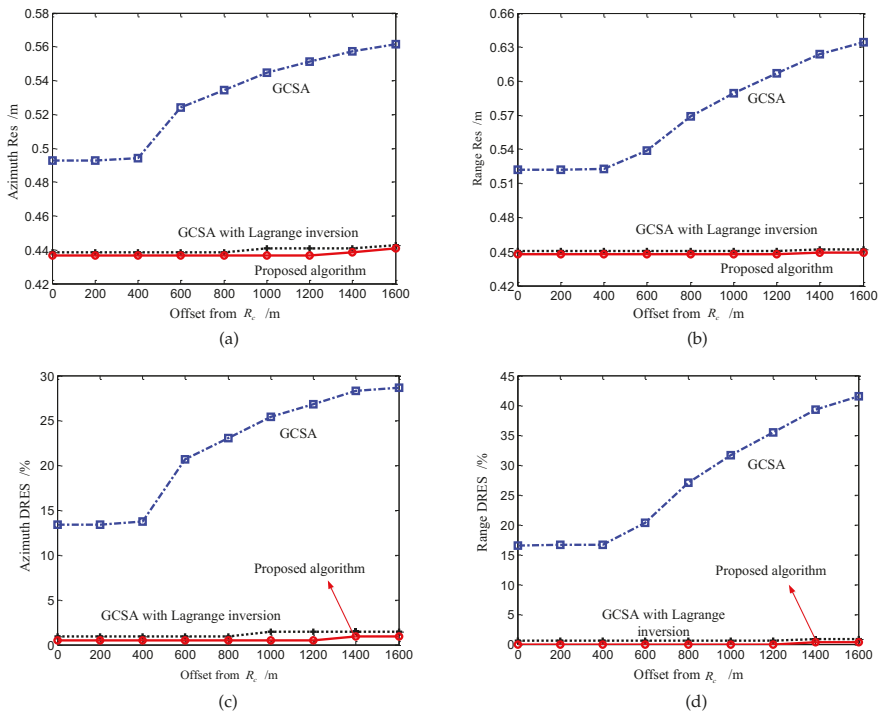 0.58
0.56
0.54
0.52
0.5
0.48
0.46
0.44
0.42
Azimuth Res /m
GCSA
GCSA with Lagrange inversion
Proposed algorithm
0 200 400 600 800 1000 1200 1400 1600
Offset from R_c /m
(a)
0.66
0.63
0.6
0.57
0.54
0.51
0.48
0.45
0.42
Range Res /m
GCSA
GCSA with Lagrange inversion
Proposed algorithm
0 200 400 600 800 1000 1200 1400 1600
Offset from R_c /m
(b)
30
25
20
15
10
5
0
Azimuth DRES /%
GCSA
Proposed algorithm
GCSA with Lagrange inversion
0 200 400 600 800 1000 1200 1400 1600
Offset from R_c /m
(c)
45
40
35
30
25
20
15
10
5
0
Range DRES /%
GCSA
Proposed algorithm
GCSA with Lagrange
inversion
0 200 400 600 800 1000 1200 1400 1600
Offset from R_c /m
(d)